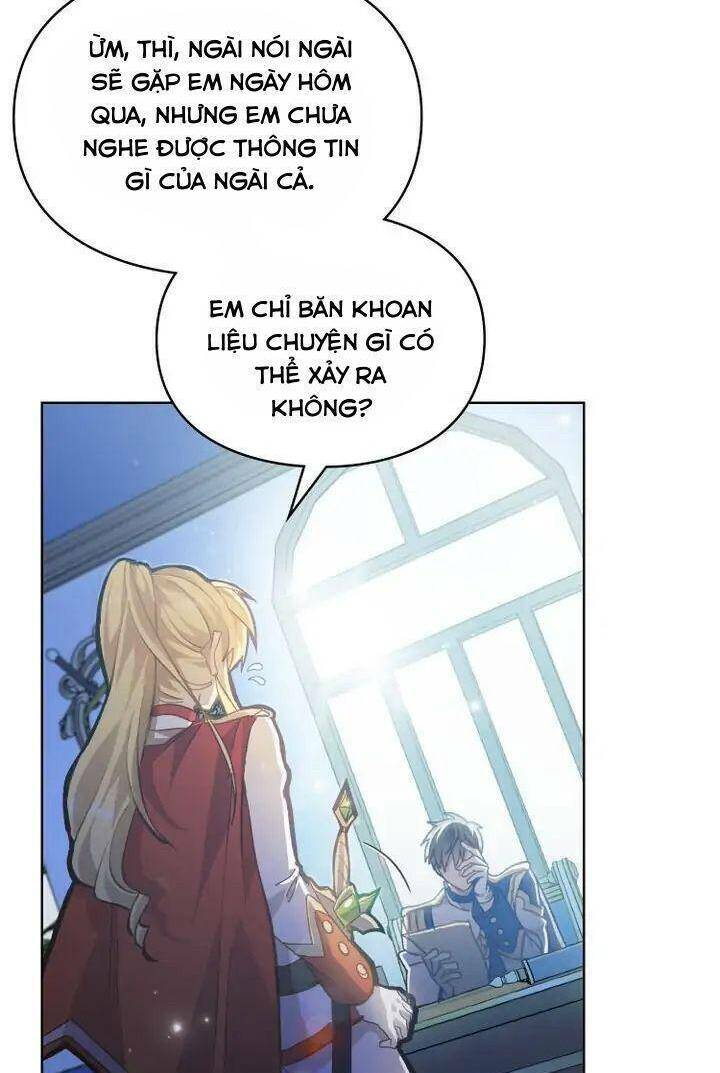 ỪM, THÌ, NGÀI NÓI NGÀI
SẼ GẶP EM NGÀY HÔM
QUA, NHƯNG EM CHƯA
NGHE ĐƯỢC THÔNG TIN
GÌ CỦA NGÀI CẢ.
EM CHỈ BĂN KHOAN
LIỆU CHUYỆN GÌ CÓ
THỂ XẢY RA
KHÔNG?